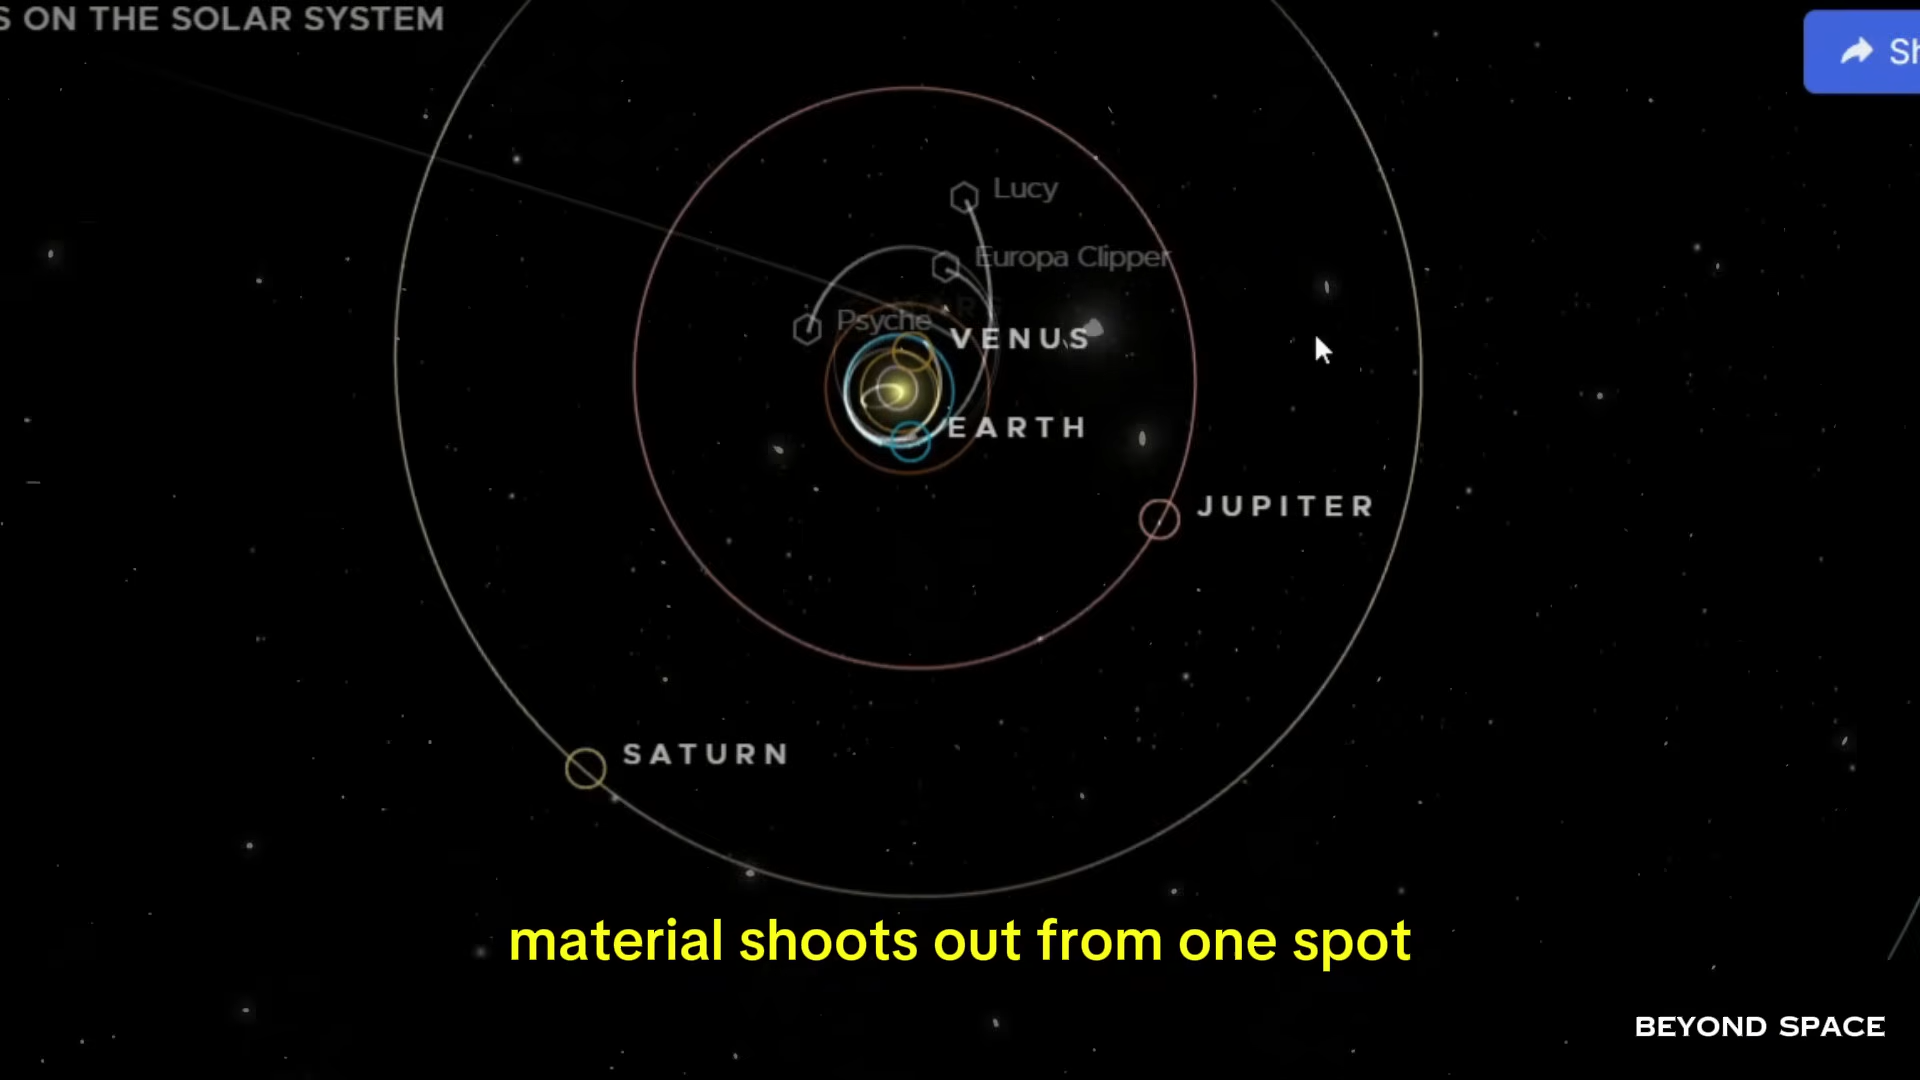 S ON THE SOLAR SYSTEM
Sh
Lucy
Europa Clipper
MARS
Psyche
VENUS
EARTH
JUPITER
SATURN
material shoots out from one spot
BEYOND SPACE